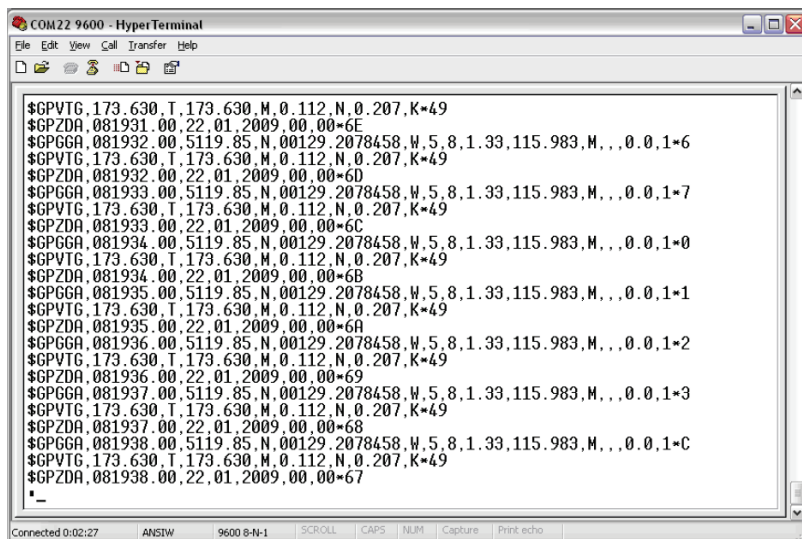 COM22 9600 - HyperTerminal
File Edit View Call Transfer Help
$GPVTG,173.630,T,173.630,M,0.112,N,0.207,K*49
$GPZDA,081931.00,22,01,2009,00,00*6E
$GPGGA,081932.00,5119.85,N,00129.2078458,W,5,8,1.33,115.983,M,,,0.0,1*6
$GPVTG,173.630,T,173.630,M,0.112,N,0.207,K*49
$GPZDA,081932.00,22,01,2009,00,00*6D
$GPGGA,081933.00,5119.85,N,00129.2078458,W,5,8,1.33,115.983,M,,,0.0,1*7
$GPVTG,173.630,T,173.630,M,0.112,N,0.207,K*49
$GPZDA,081933.00,22,01,2009,00,00*6C
$GPGGA,081934.00,5119.85,N,00129.2078458,W,5,8,1.33,115.983,M,,,0.0,1*0
$GPVTG,173.630,T,173.630,M,0.112,N,0.207,K*49
$GPZDA,081934.00,22,01,2009,00,00*6B
$GPGGA,081935.00,5119.85,N,00129.2078458,W,5,8,1.33,115.983,M,,,0.0,1*1
$GPVTG,173.630,T,173.630,M,0.112,N,0.207,K*49
$GPZDA,081935.00,22,01,2009,00,00*6A
$GPGGA,081936.00,5119.85,N,00129.2078458,W,5,8,1.33,115.983,M,,,0.0,1*2
$GPVTG,173.630,T,173.630,M,0.112,N,0.207,K*49
$GPZDA,081936.00,22,01,2009,00,00*69
$GPGGA,081937.00,5119.85,N,00129.2078458,W,5,8,1.33,115.983,M,,,0.0,1*3
$GPVTG,173.630,T,173.630,M,0.112,N,0.207,K*49
$GPZDA,081937.00,22,01,2009,00,00*68
$GPGGA,081938.00,5119.85,N,00129.2078458,W,5,8,1.33,115.983,M,,,0.0,1*C
$GPVTG,173.630,T,173.630,M,0.112,N,0.207,K*49
$GPZDA,081938.00,22,01,2009,00,00*67
'_
Connected 0:02:27 ANSIW 9600 8-N-1 SCROLL CAPS NUM Capture Print echo